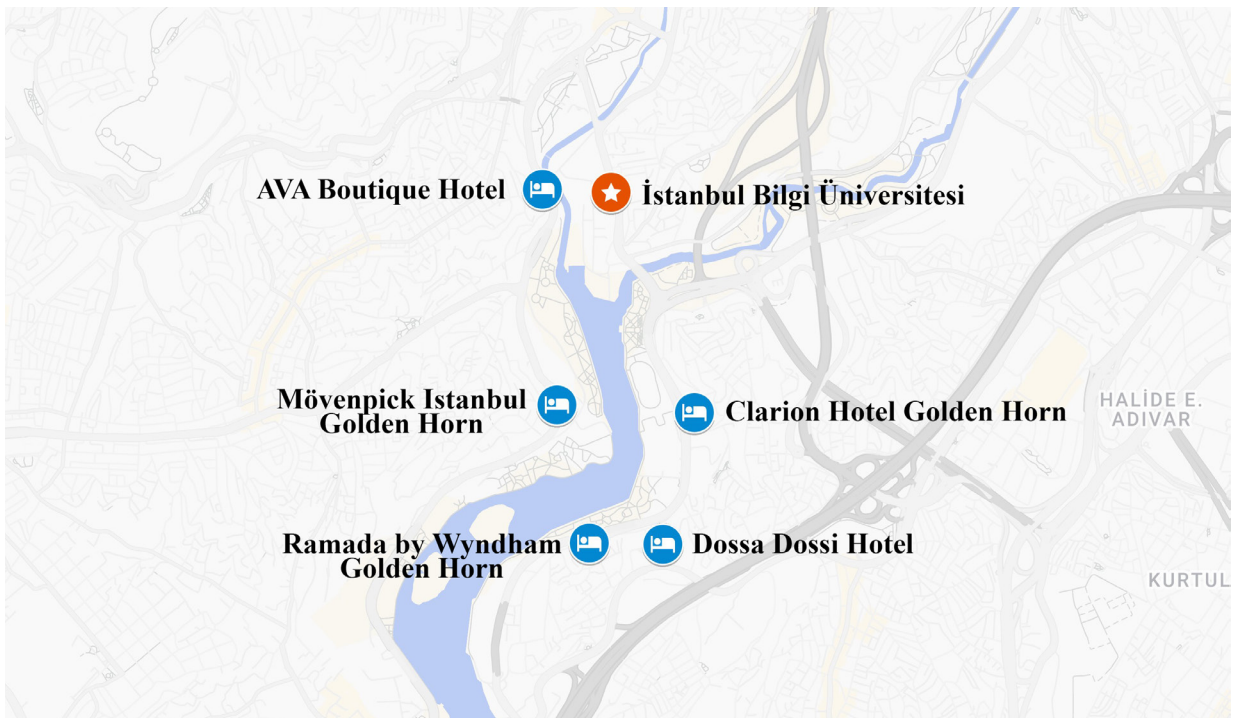 AVA Boutique Hotel
İstanbul Bilgi Üniversitesi
Mövenpick Istanbul
Golden Horn
Clarion Hotel Golden Horn
HALİDE E.
ADIVAR
Ramada by Wyndham
Golden Horn
Dossa Dossi Hotel
KURTUL